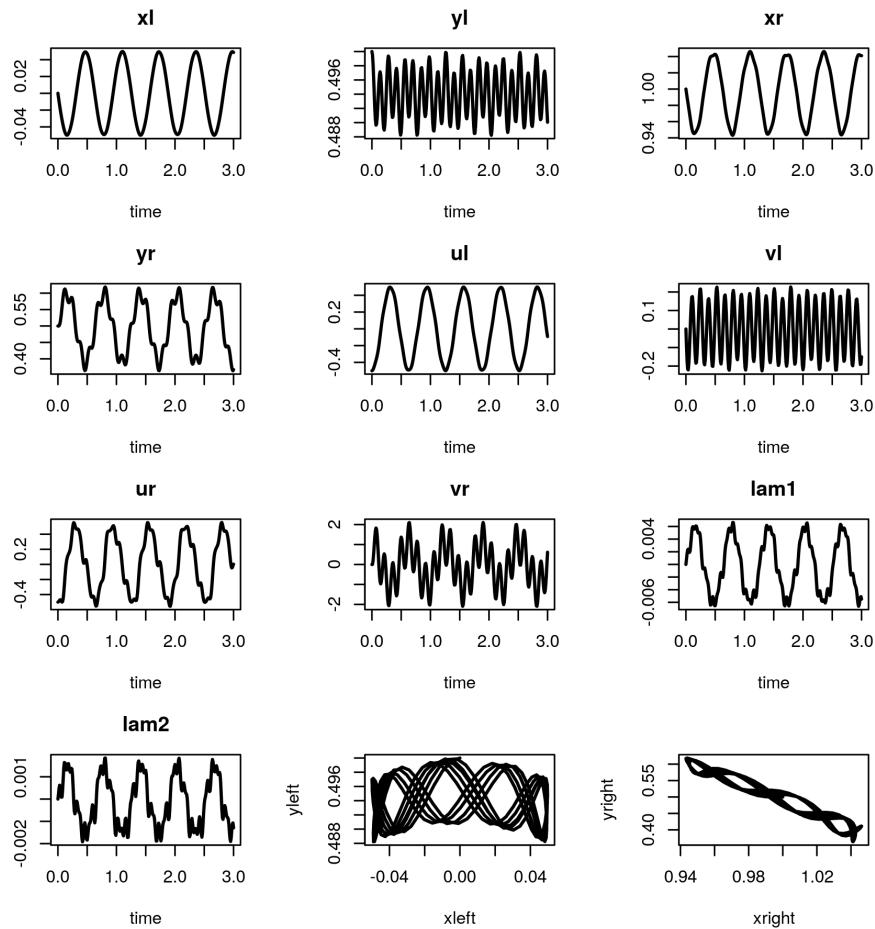 xl yl xr
0.02 0.496 1.00
-0.04 0.488 0.94
0.0 1.0 2.0 3.0 0.0 1.0 2.0 3.0 0.0 1.0 2.0 3.0
time time time
yr ul vl
0.55 0.2 0.1
0.40 -0.4 -0.2
0.0 1.0 2.0 3.0 0.0 1.0 2.0 3.0 0.0 1.0 2.0 3.0
time time time
ur vr lam1
0.2 2 0.004
-0.4 0 -0.006
-2
0.0 1.0 2.0 3.0 0.0 1.0 2.0 3.0 0.0 1.0 2.0 3.0
time time time
lam2
0.001 yleft 0.496 yright 0.55
-0.002 0.488 0.40
0.0 1.0 2.0 3.0 -0.04 0.00 0.04 0.94 0.98 1.02
time xleft xright